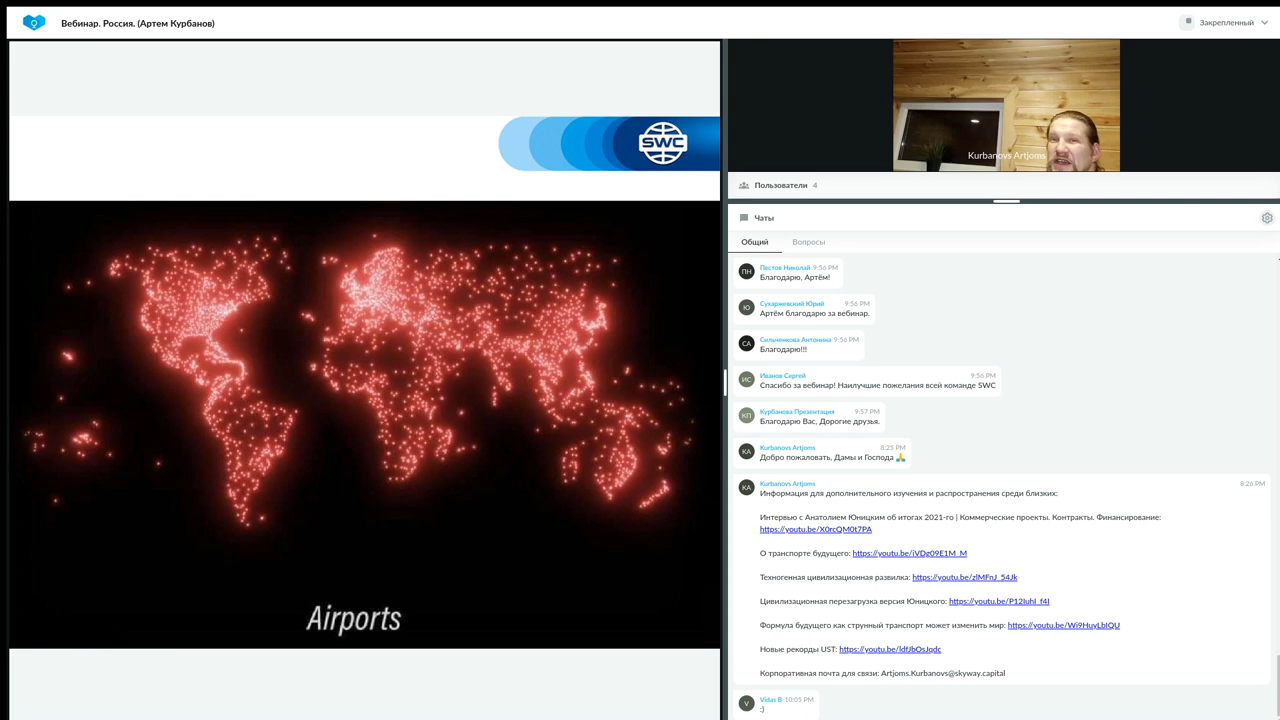 Вебинар. Россия. (Артем Курбанов)
Закрепленный
SWC
Airports
Kurbanovs Artjoms
Пользователи 4
Чаты
Общий Вопросы
ПН Пестов Николай 9:56 PM
Благодарю, Артём!
Ю Сухаржевский Юрий 9:56 PM
Артём благодарю за вебинар.
СА Сильченкова Антонина 9:56 PM
Благодарю!!!
ИС Иванов Сергей 9:56 PM
Спасибо за вебинар! Наилучшие пожелания всей команде SWC
КП Курбанова Презентация 9:57 PM
Благодарю Вас, Дорогие друзья.
KA Kurbanovs Artjoms 8:25 PM
Добро пожаловать, Дамы и Господа 🙏
KA Kurbanovs Artjoms 8:26 PM
Информация для дополнительного изучения и распространения среди близких:
Интервью с Анатолием Юницким об итогах 2021-го | Коммерческие проекты. Контракты. Финансирование:
https://youtu.be/X0rcQM0t7PA
О транспорте будущего: https://youtu.be/iVDg09E1M_M
Техногенная цивилизационная развилка: https://youtu.be/zlMFnJ_54Jk
Цивилизационная перезагрузка версия Юницкого: https://youtu.be/P12IuhI_f4I
Формула будущего как струнный транспорт может изменить мир: https://youtu.be/Wi9HuyLbIQU
Новые рекорды UST: https://youtu.be/ldfJbOsJqdc
Корпоративная почта для связи: Artjoms.Kurbanovs@skyway.capital
V Vidas B 10:05 PM
:)